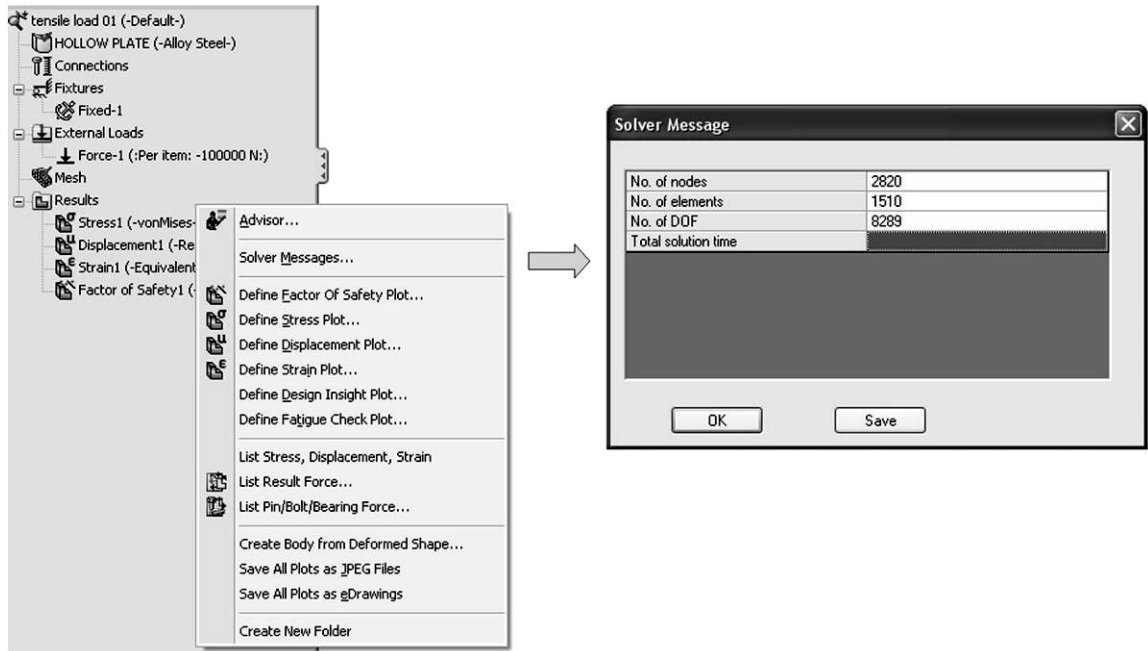 tensile load 01 (-Default-)
HOLLOW PLATE (-Alloy Steel-)
Connections
Fixtures
Fixed-1
External Loads
Force-1 (:Per item: -100000 N:)
Mesh
Results
Stress1 (-vonMises-
Displacement1 (-Re
Strain1 (-Equivalent
Factor of Safety1 (-
Advisor...
Solver Messages...
Define Factor Of Safety Plot...
Define Stress Plot...
Define Displacement Plot...
Define Strain Plot...
Define Design Insight Plot...
Define Fatigue Check Plot...
List Stress, Displacement, Strain
List Result Force...
List Pin/Bolt/Bearing Force...
Create Body from Deformed Shape...
Save All Plots as JPEG Files
Save All Plots as eDrawings
Create New Folder
Solver Message
No. of nodes 2820
No. of elements 1510
No. of DOF 8289
Total solution time
OK Save